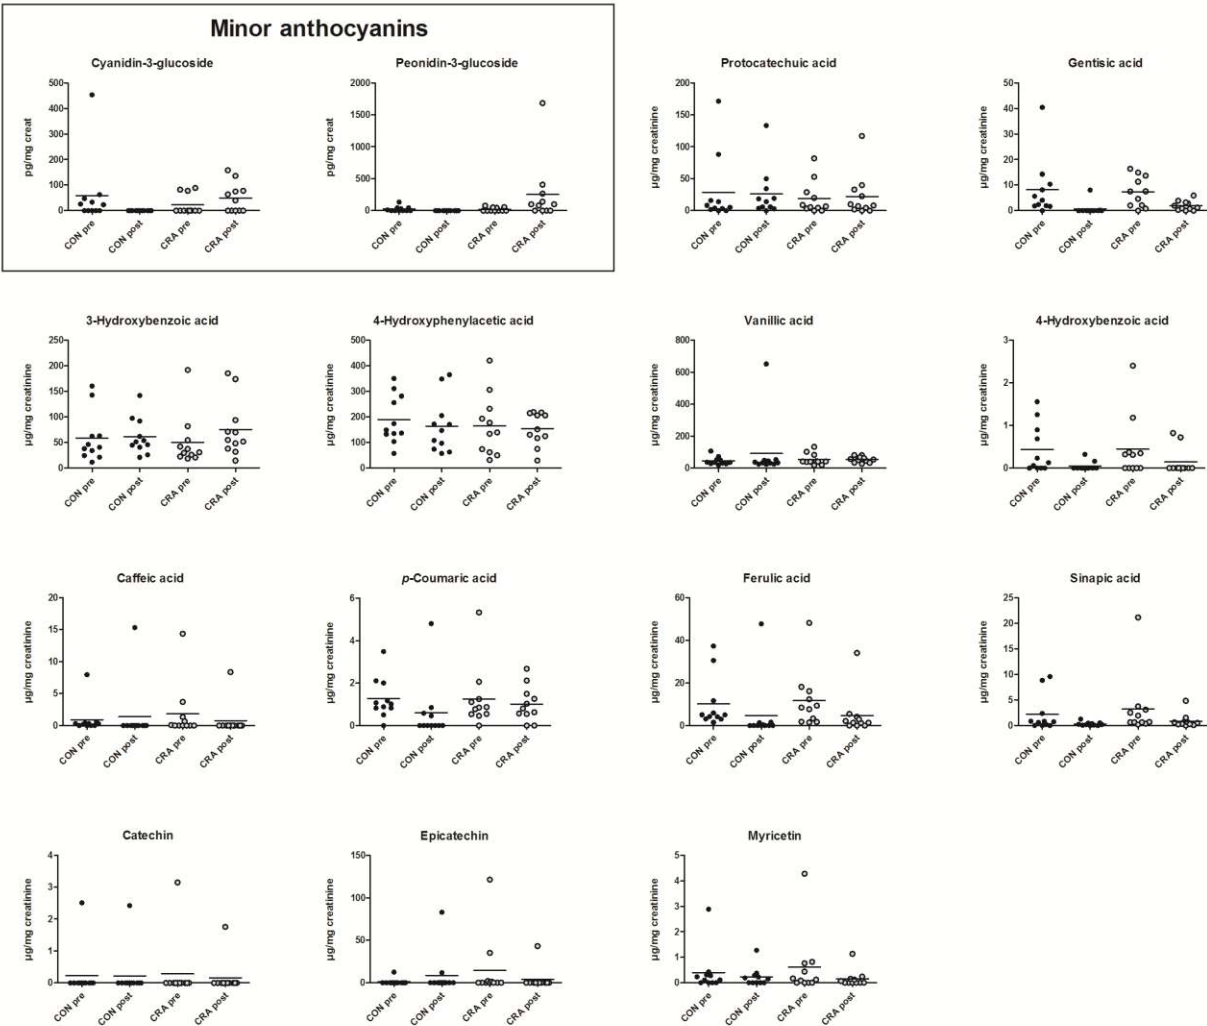 Minor anthocyanins
Cyanidin-3-glucoside
pg/mg creat
500
400
300
200
100
0
CON pre
CON post
CRA pre
CRA post
Peonidin-3-glucoside
pg/mg creat
2000
1500
1000
500
0
CON pre
CON post
CRA pre
CRA post
Protocatechuic acid
µg/mg creatinine
200
150
100
50
0
CON pre
CON post
CRA pre
CRA post
Gentisic acid
µg/mg creatinine
50
40
30
20
10
0
CON pre
CON post
CRA pre
CRA post
3-Hydroxybenzoic acid
µg/mg creatinine
250
200
150
100
50
0
CON pre
CON post
CRA pre
CRA post
4-Hydroxyphenylacetic acid
µg/mg creatinine
500
400
300
200
100
0
CON pre
CON post
CRA pre
CRA post
Vanillic acid
µg/mg creatinine
800
600
400
200
0
CON pre
CON post
CRA pre
CRA post
4-Hydroxybenzoic acid
µg/mg creatinine
3
2
1
0
CON pre
CON post
CRA pre
CRA post
Caffeic acid
µg/mg creatinine
20
15
10
5
0
CON pre
CON post
CRA pre
CRA post
p-Coumaric acid
µg/mg creatinine
6
4
2
0
CON pre
CON post
CRA pre
CRA post
Ferulic acid
µg/mg creatinine
60
40
20
0
CON pre
CON post
CRA pre
CRA post
Sinapic acid
µg/mg creatinine
25
20
15
10
5
0
CON pre
CON post
CRA pre
CRA post
Catechin
µg/mg creatinine
4
3
2
1
0
CON pre
CON post
CRA pre
CRA post
Epicatechin
µg/mg creatinine
150
100
50
0
CON pre
CON post
CRA pre
CRA post
Myricetin
µg/mg creatinine
5
4
3
2
1
0
CON pre
CON post
CRA pre
CRA post